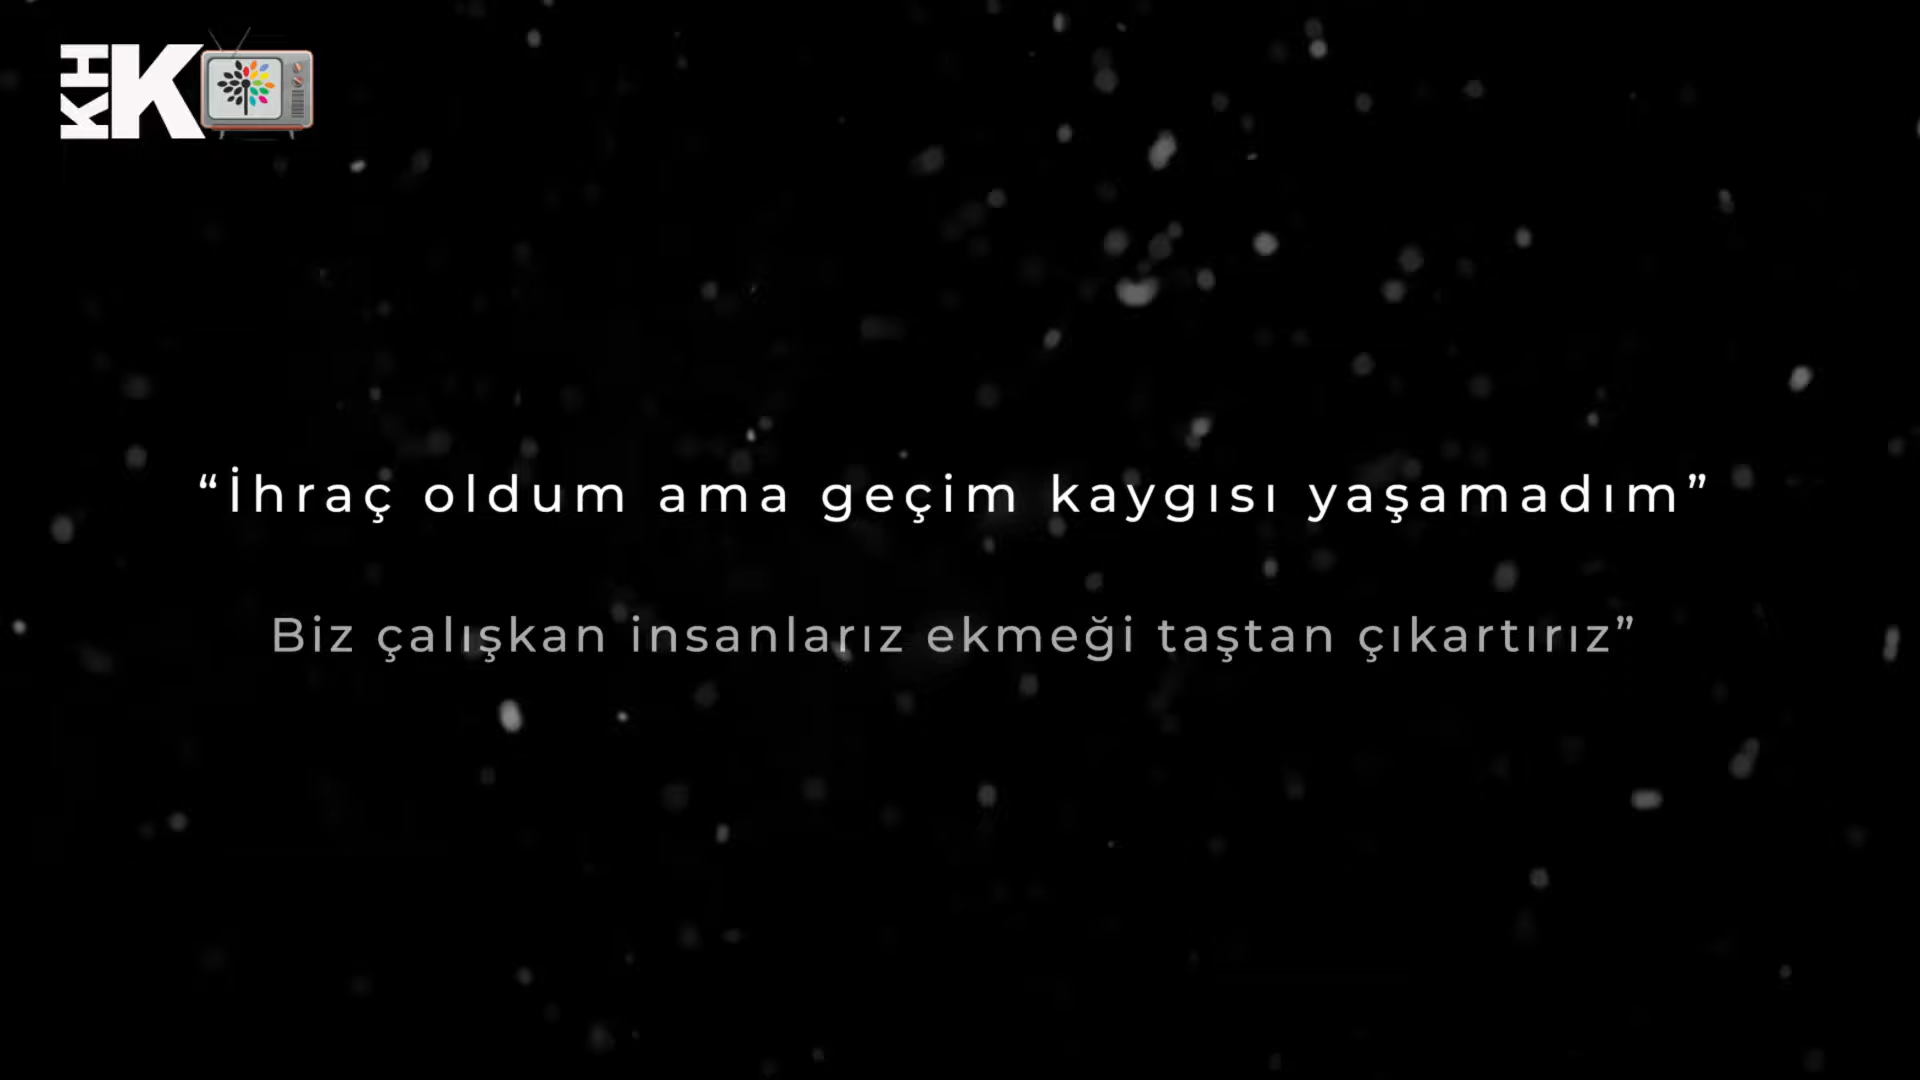 KHK
“İhraç oldum ama geçim kaygısı yaşamadım”
Biz çalışkan insanlarız ekmeği taştan çıkartırız”